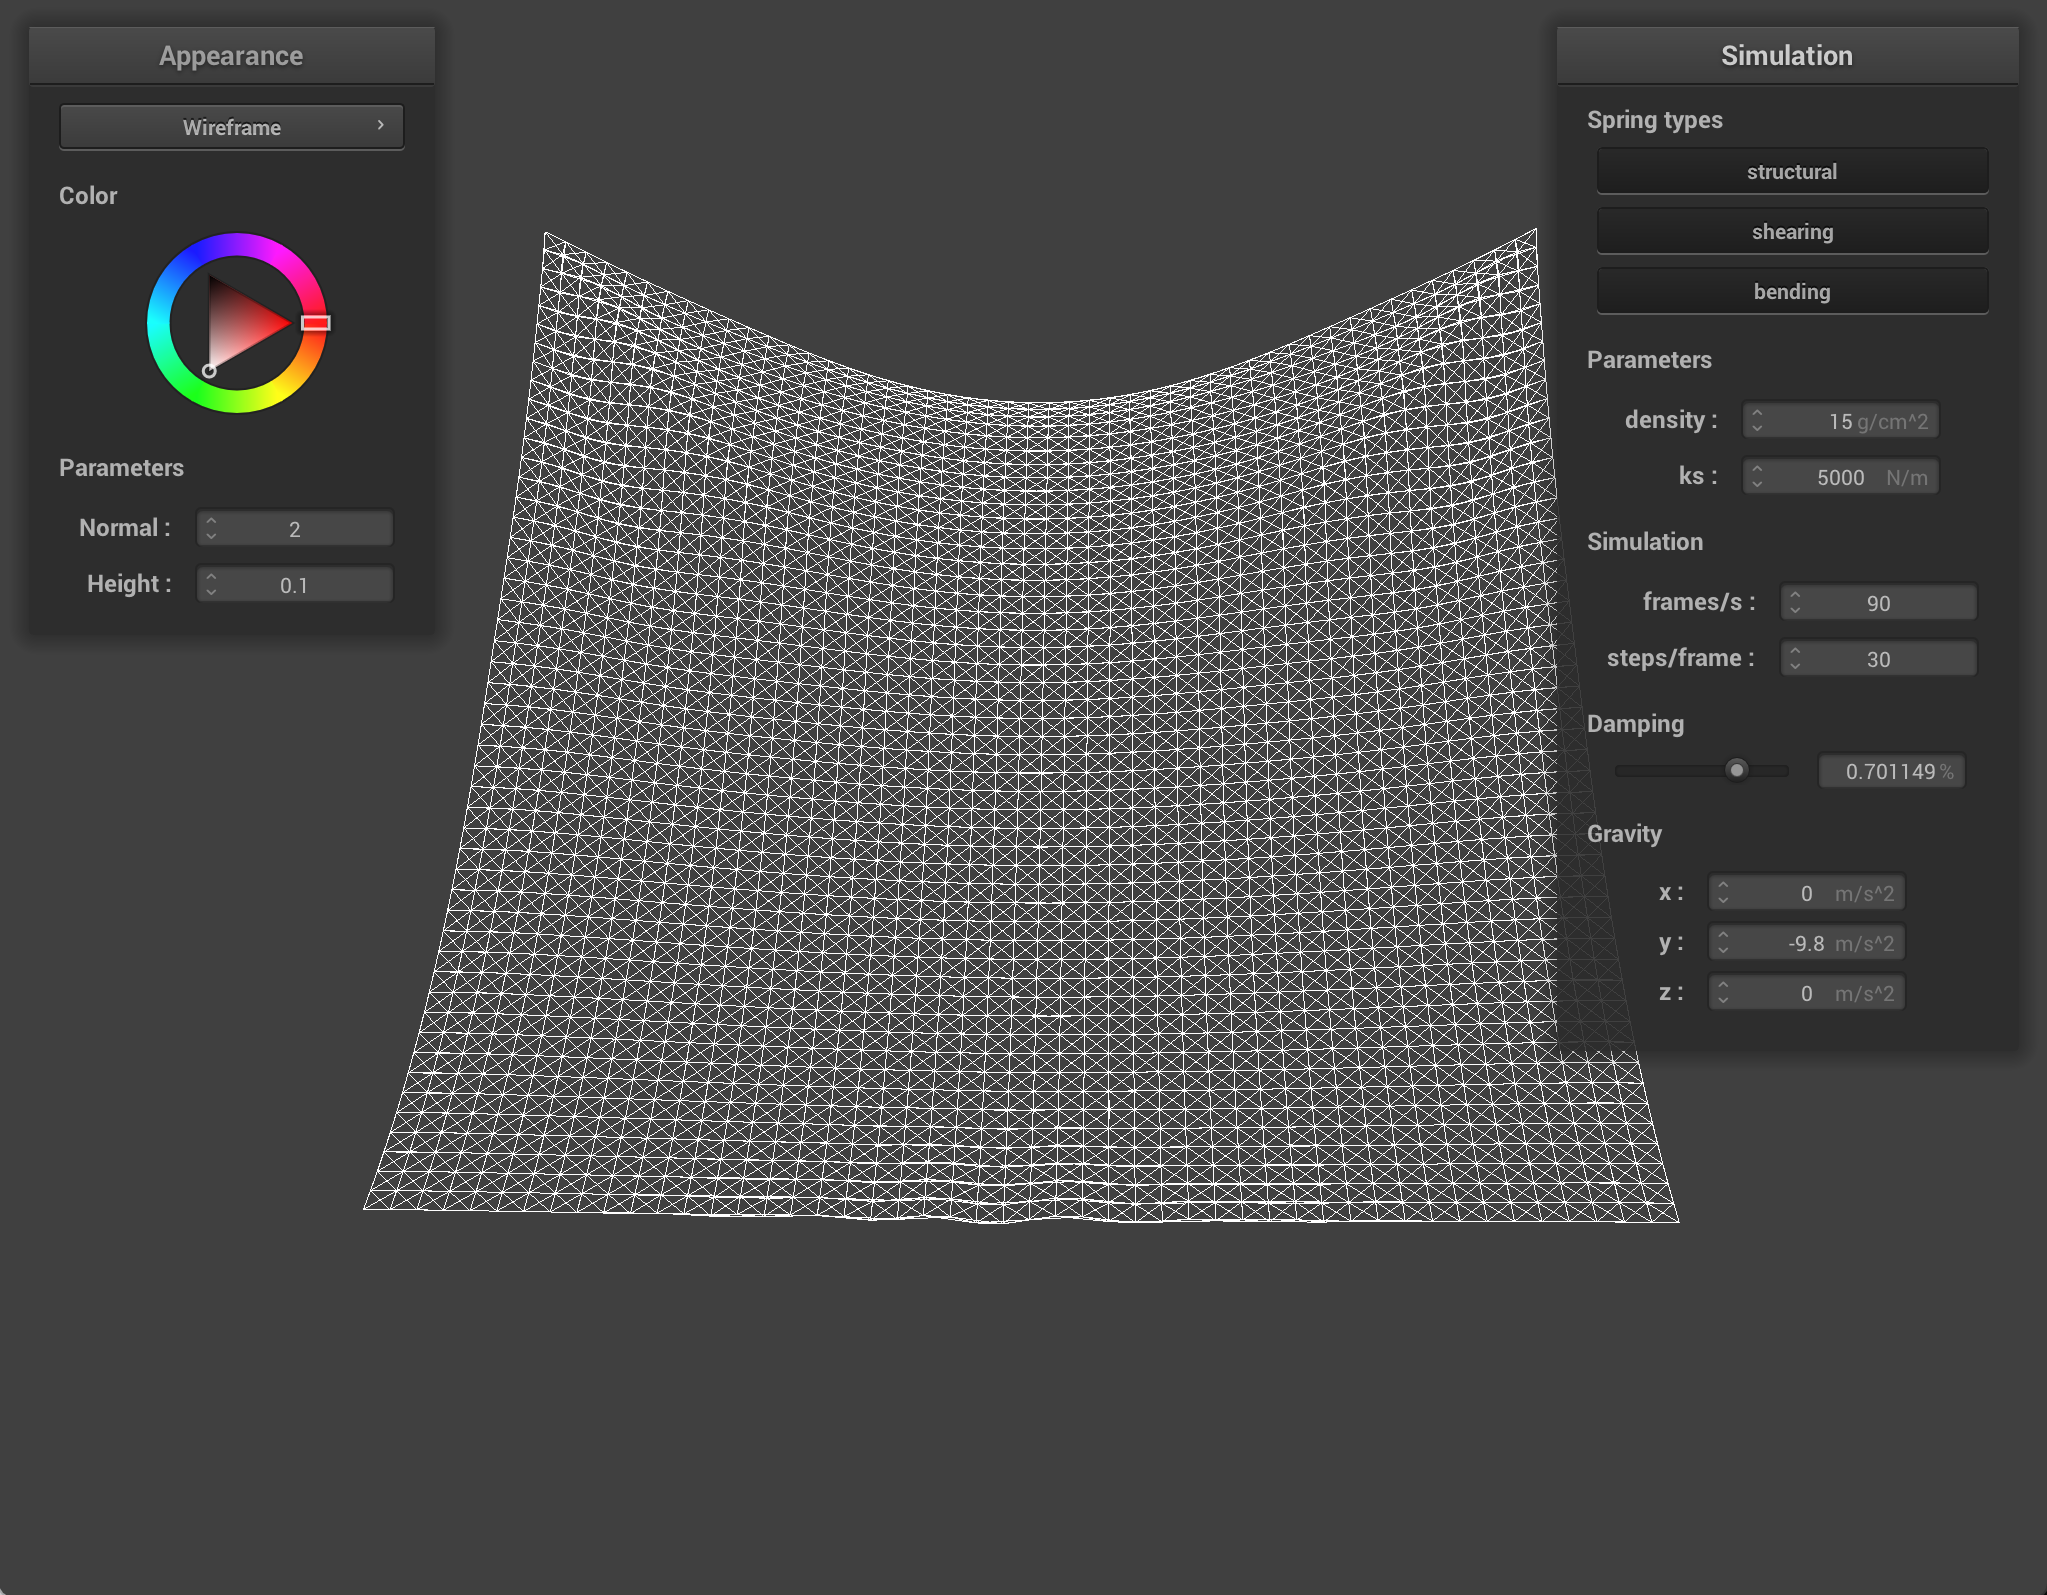 Appearance
Wireframe
Color
Parameters
Normal : 2
Height : 0.1
Simulation
Spring types
structural
shearing
bending
Parameters
density : 15 g/cm^2
ks : 5000 N/m
Simulation
frames/s : 90
steps/frame : 30
Damping
0.701149 %
Gravity
x : 0 m/s^2
y : -9.8 m/s^2
z : 0 m/s^2